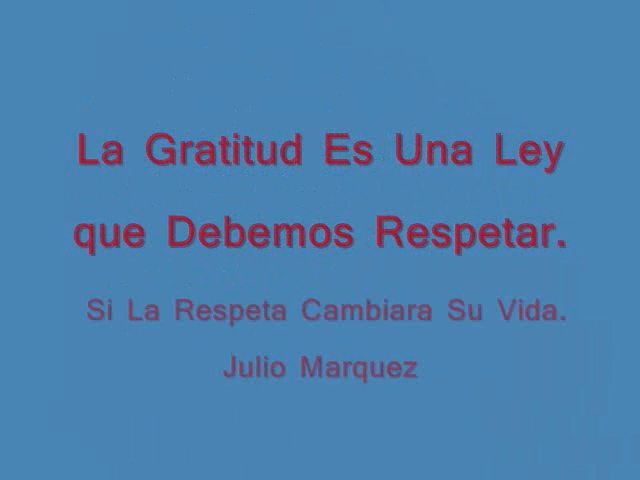 La Gratitud Es Una Ley
que Debemos Respetar.
Si La Respeta Cambiara Su Vida.
Julio Marquez